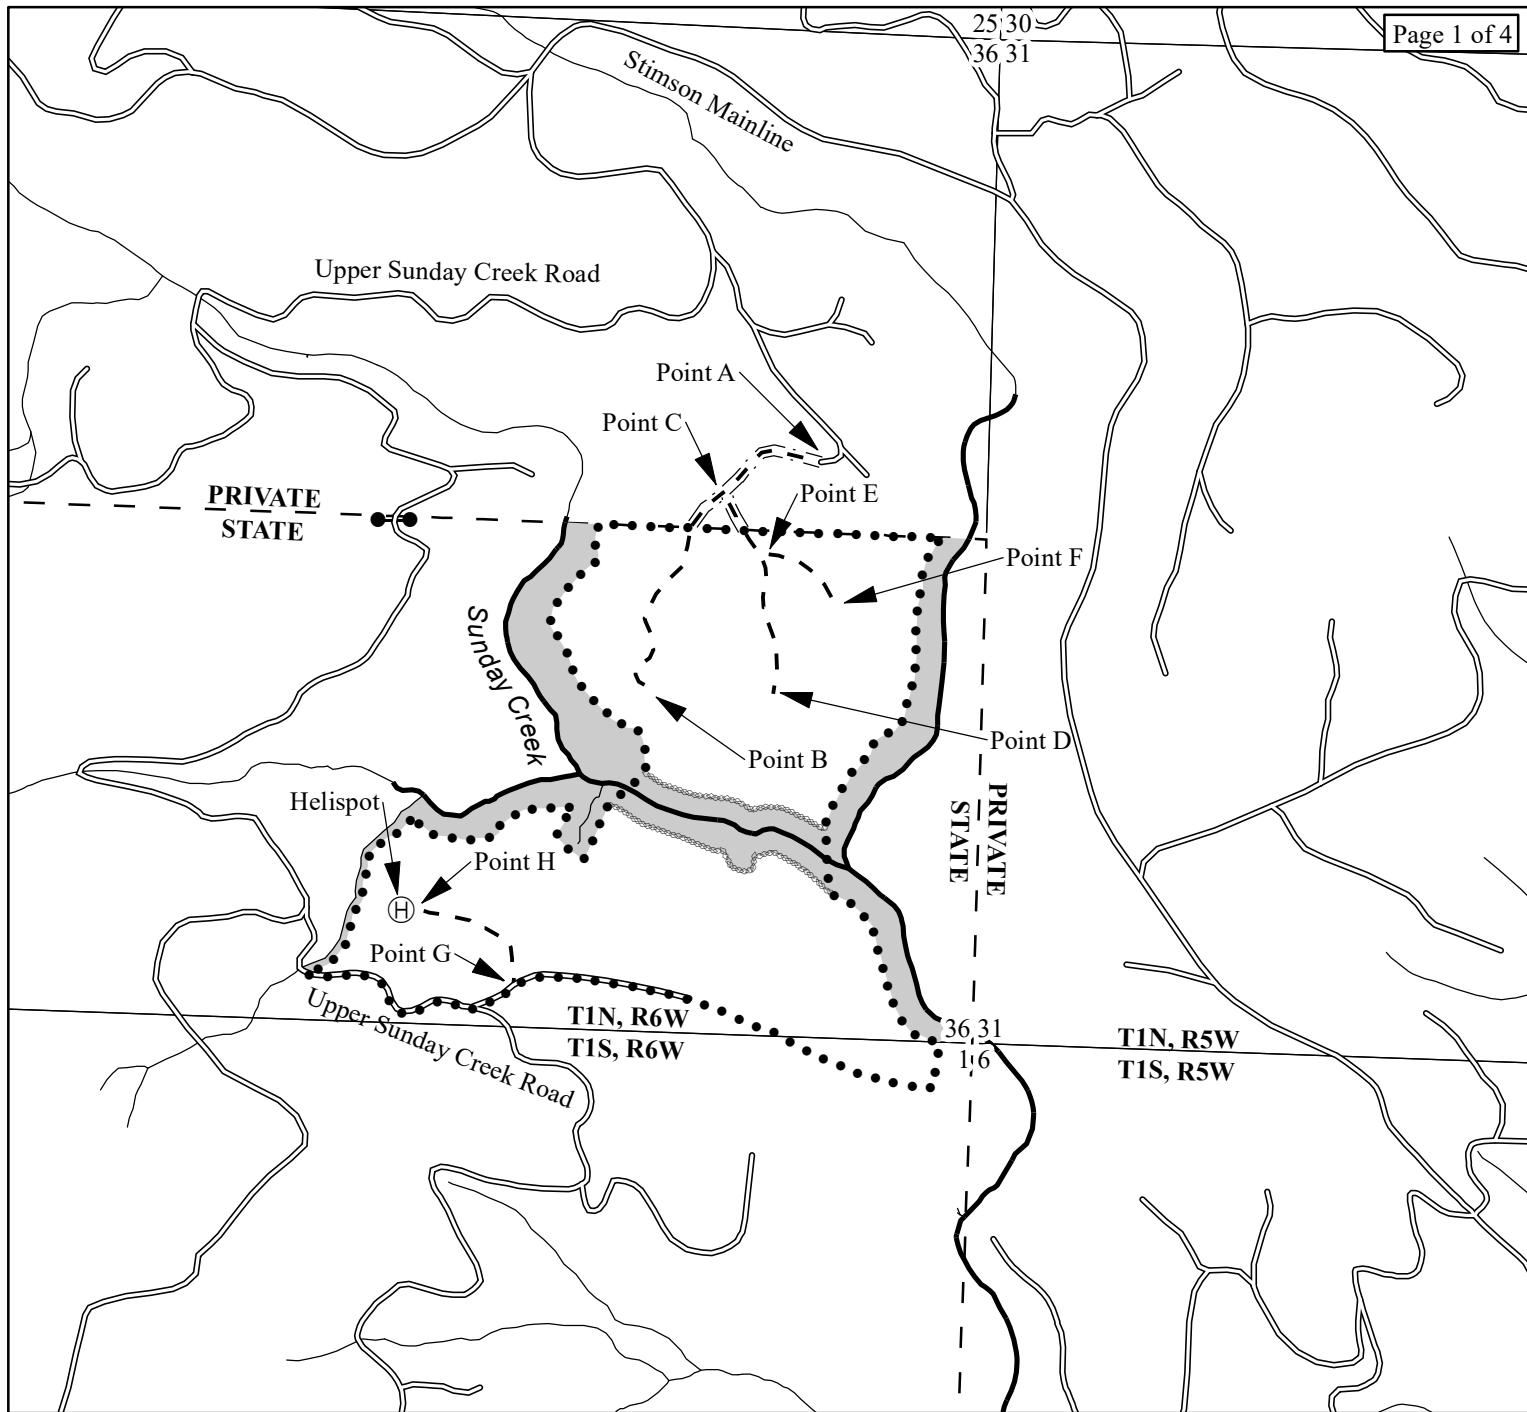 25 30
Page 1 of 4
36 31
Stimson Mainline
Upper Sunday Creek Road
Point A
Point C
PRIVATE
STATE
Point E
Point F
Sunday Creek
Point D
Point B
Helispot
PRIVATE
STATE
Point H
H
Point G
Upper Sunday Creek Road
T1N, R6W
T1S, R6W
36 31
1 6
T1N, R5W
T1S, R5W